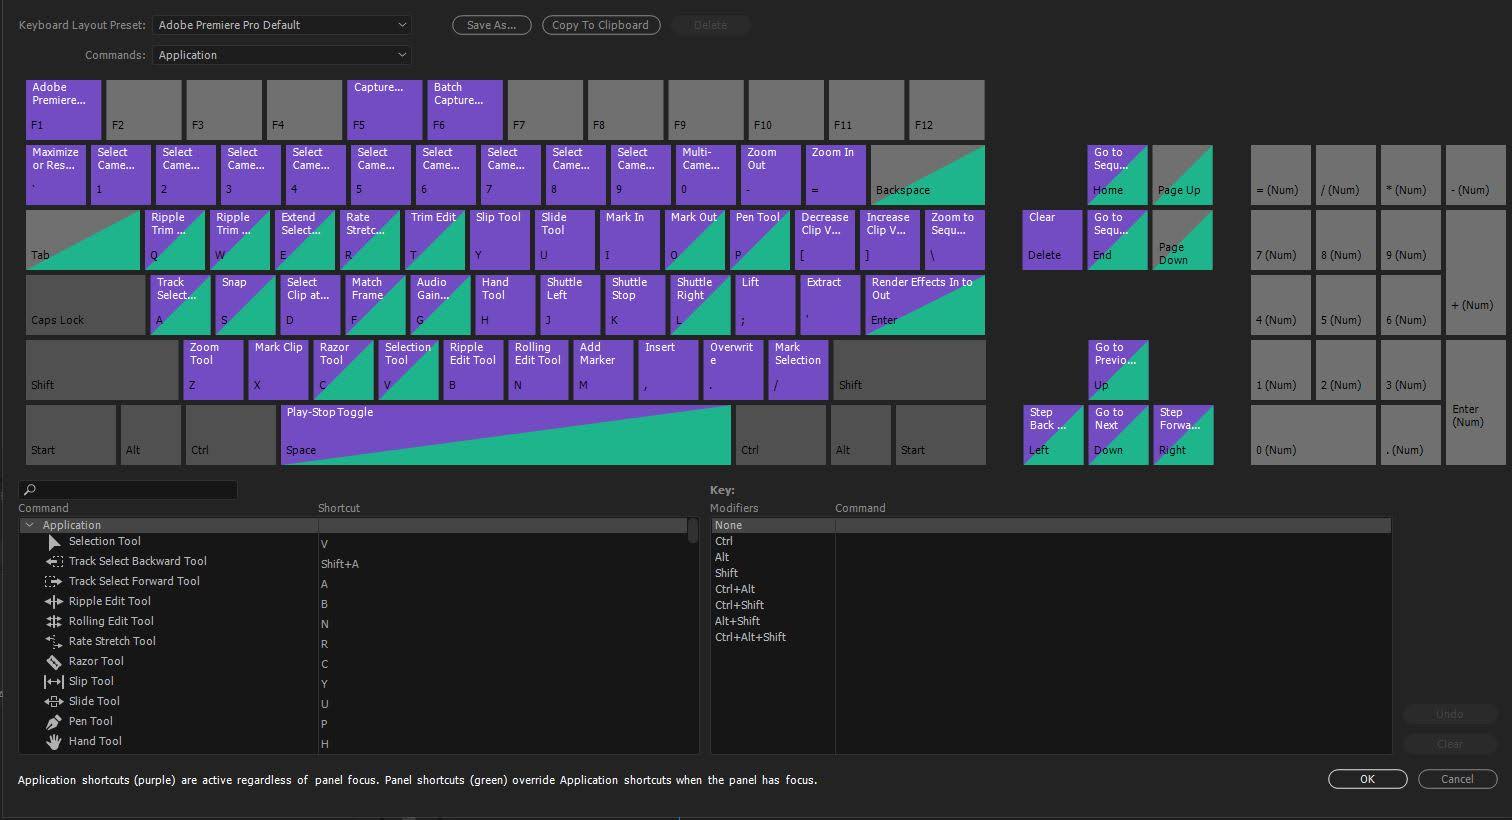 Keyboard Layout Preset: Adobe Premiere Pro Default Save As... Copy To Clipboard Delete
Commands: Application
Adobe Premiere... F1
F2
F3
F4
Capture... F5
Batch Capture... F6
F7
F8
F9
F10
F11
F12
Maximize or Res... `
Select Came... 1
Select Came... 2
Select Came... 3
Select Came... 4
Select Came... 5
Select Came... 6
Select Came... 7
Select Came... 8
Select Came... 9
Multi-Came... 0
Zoom Out -
Zoom In =
Backspace
Go to Sequ... Home
Page Up
= (Num)
/ (Num)
* (Num)
- (Num)
Tab
Ripple Trim ... Q
Ripple Trim ... W
Extend Select... E
Rate Stretc... R
Trim Edit T
Slip Tool Y
Slide Tool U
Mark In I
Mark Out O
Pen Tool P
Decrease Clip V... [
Increase Clip V... ]
Zoom to Sequ... \
Clear Delete
Go to Sequ... End
Page Down
7 (Num)
8 (Num)
9 (Num)
+ (Num)
Caps Lock
Track Select... A
Snap S
Select Clip at... D
Match Frame F
Audio Gain... G
Hand Tool H
Shuttle Left J
Shuttle Stop K
Shuttle Right L
Lift ;
Extract '
Render Effects In to Out Enter
4 (Num)
5 (Num)
6 (Num)
Shift
Zoom Tool Z
Mark Clip X
Razor Tool C
Selection Tool V
Ripple Edit Tool B
Rolling Edit Tool N
Add Marker M
Insert ,
Overwrite .
Mark Selection /
Shift
Go to Previo... Up
1 (Num)
2 (Num)
3 (Num)
Enter (Num)
Start
Alt
Ctrl
Play-Stop Toggle Space
Ctrl
Alt
Start
Step Back ... Left
Go to Next Down
Step Forwa... Right
0 (Num)
. (Num)
Command Shortcut
Application
Selection Tool V
Track Select Backward Tool Shift+A
Track Select Forward Tool A
Ripple Edit Tool B
Rolling Edit Tool N
Rate Stretch Tool R
Razor Tool C
Slip Tool Y
Slide Tool U
Pen Tool P
Hand Tool H
Key:
Modifiers Command
None
Ctrl
Alt
Shift
Ctrl+Alt
Ctrl+Shift
Alt+Shift
Ctrl+Alt+Shift
Undo
Clear
Application shortcuts (purple) are active regardless of panel focus. Panel shortcuts (green) override Application shortcuts when the panel has focus.
OK Cancel